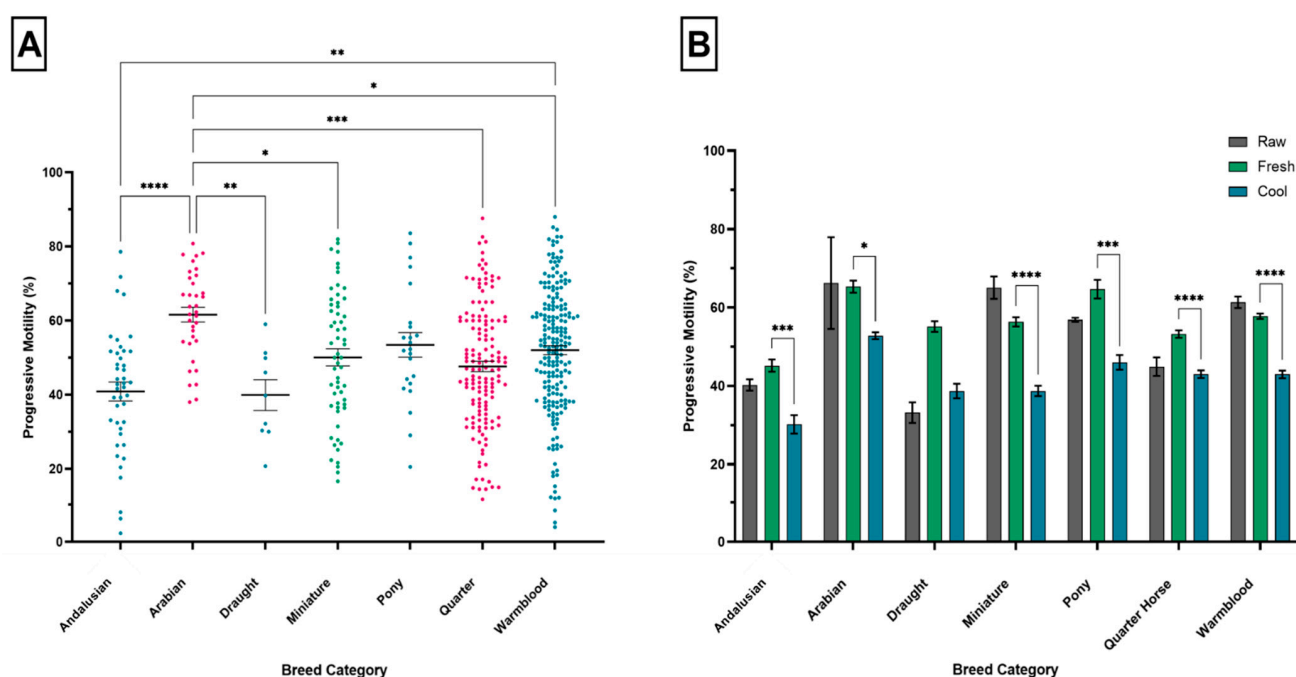 A
**
*
***
*
****
**
100
80
60
40
20
0
Progressive Motility (%)
Andalusian
Arabian
Draught
Miniature
Pony
Quarter
Warmblood
Breed Category
B
Raw
Fresh
Cool
100
80
60
40
20
0
Progressive Motility (%)
***
*
****
***
****
****
Andalusian
Arabian
Draught
Miniature
Pony
Quarter Horse
Warmblood
Breed Category